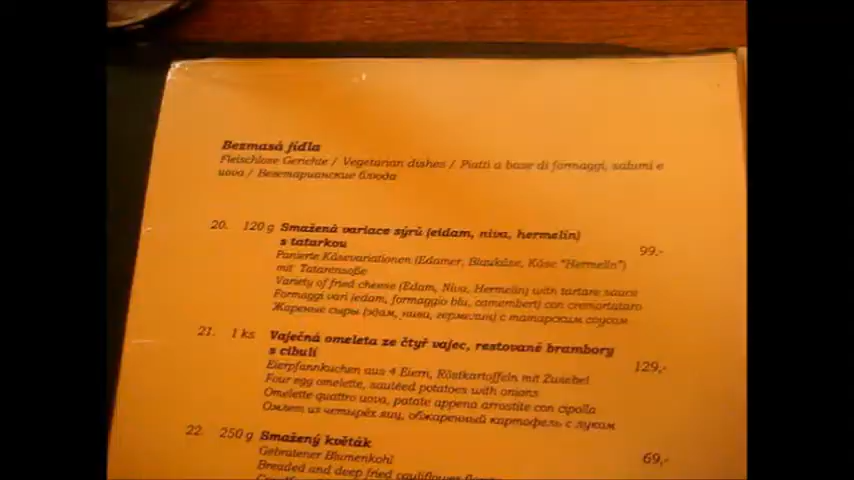 Bezmasá jídla
Fleischlose Gerichte / Vegetarian dishes / Piatti a base di formaggi, salumi e
uova / Вегетарианские блюда
20. 120 g Smažená variace sýrů (eidam, niva, hermelín) 99.-
s tatarkou
Panierte Käsevariationen (Edamer, Blaukäse, Käse "Hermelin")
mit Tatarensoße
Variety of fried cheese (Edam, Niva, Hermelin) with tartare sauce
Formaggi vari (edam, formaggio blu, camembert) con cremortataro
Жареные сыры (эдам, нива, гермелин) с татарским соусом
21. 1 ks Vaječná omeleta ze čtyř vajec, restované brambory 129,-
s cibulí
Eierpfannkuchen aus 4 Eiern, Röstkartoffeln mit Zwiebel
Four egg omelette, sautéed potatoes with onions
Omelette quattro uova, patate appena arrostite con cipolla
Омлет из четырёх яиц, обжаренный картофель с луком
22. 250 g Smažený květák 69,-
Gebratener Blumenkohl
Breaded and deep fried cauliflower